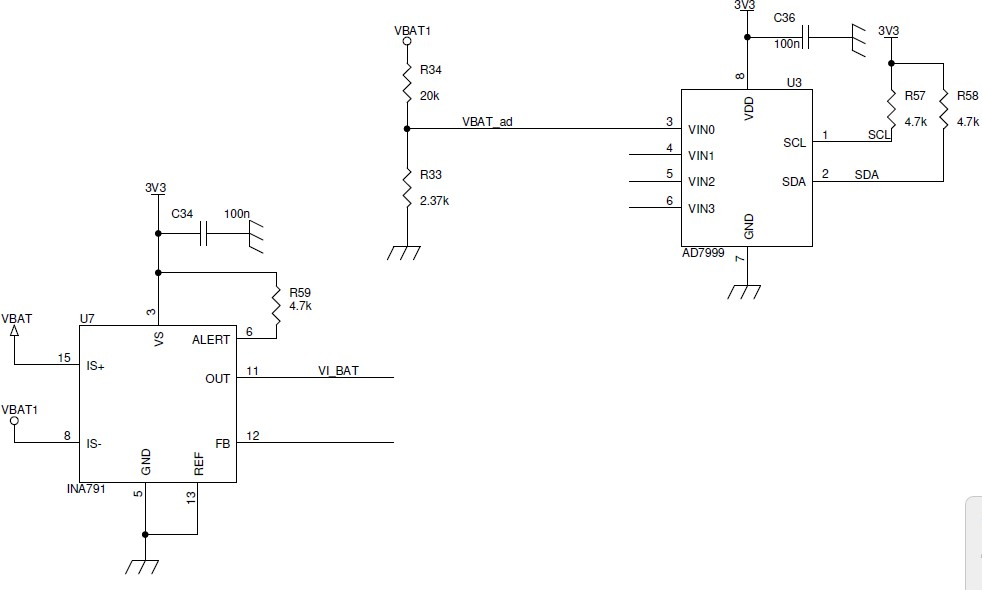 3V3
C36
100n
3V3
VBAT1
R34
20k
8
U3
VDD
R57
4.7k
R58
4.7k
VBAT_ad
3
VIN0
4
VIN1
5
VIN2
6
VIN3
SCL
1
SCL
SDA
2
SDA
GND
AD7999
7
R33
2.37k
3V3
C34
100n
R59
4.7k
3
VBAT
U7
VS
ALERT
6
15
IS+
OUT
11
VI_BAT
VBAT1
8
IS-
FB
12
GND
REF
INA791
5
13